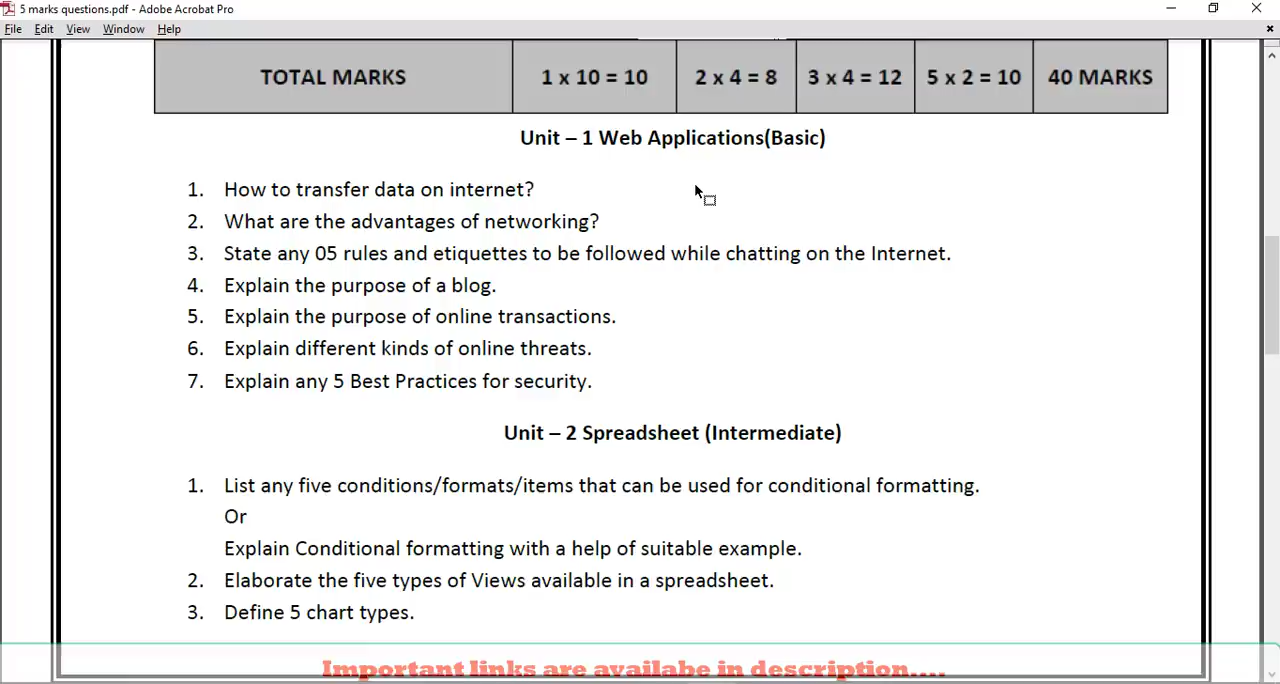 5 marks questions.pdf - Adobe Acrobat Pro
File Edit View Window Help
TOTAL MARKS 1 x 10 = 10 2 x 4 = 8 3 x 4 = 12 5 x 2 = 10 40 MARKS
Unit – 1 Web Applications(Basic)
1. How to transfer data on internet?
2. What are the advantages of networking?
3. State any 05 rules and etiquettes to be followed while chatting on the Internet.
4. Explain the purpose of a blog.
5. Explain the purpose of online transactions.
6. Explain different kinds of online threats.
7. Explain any 5 Best Practices for security.
Unit – 2 Spreadsheet (Intermediate)
1. List any five conditions/formats/items that can be used for conditional formatting.
Or
Explain Conditional formatting with a help of suitable example.
2. Elaborate the five types of Views available in a spreadsheet.
3. Define 5 chart types.
Important links are availabe in description....